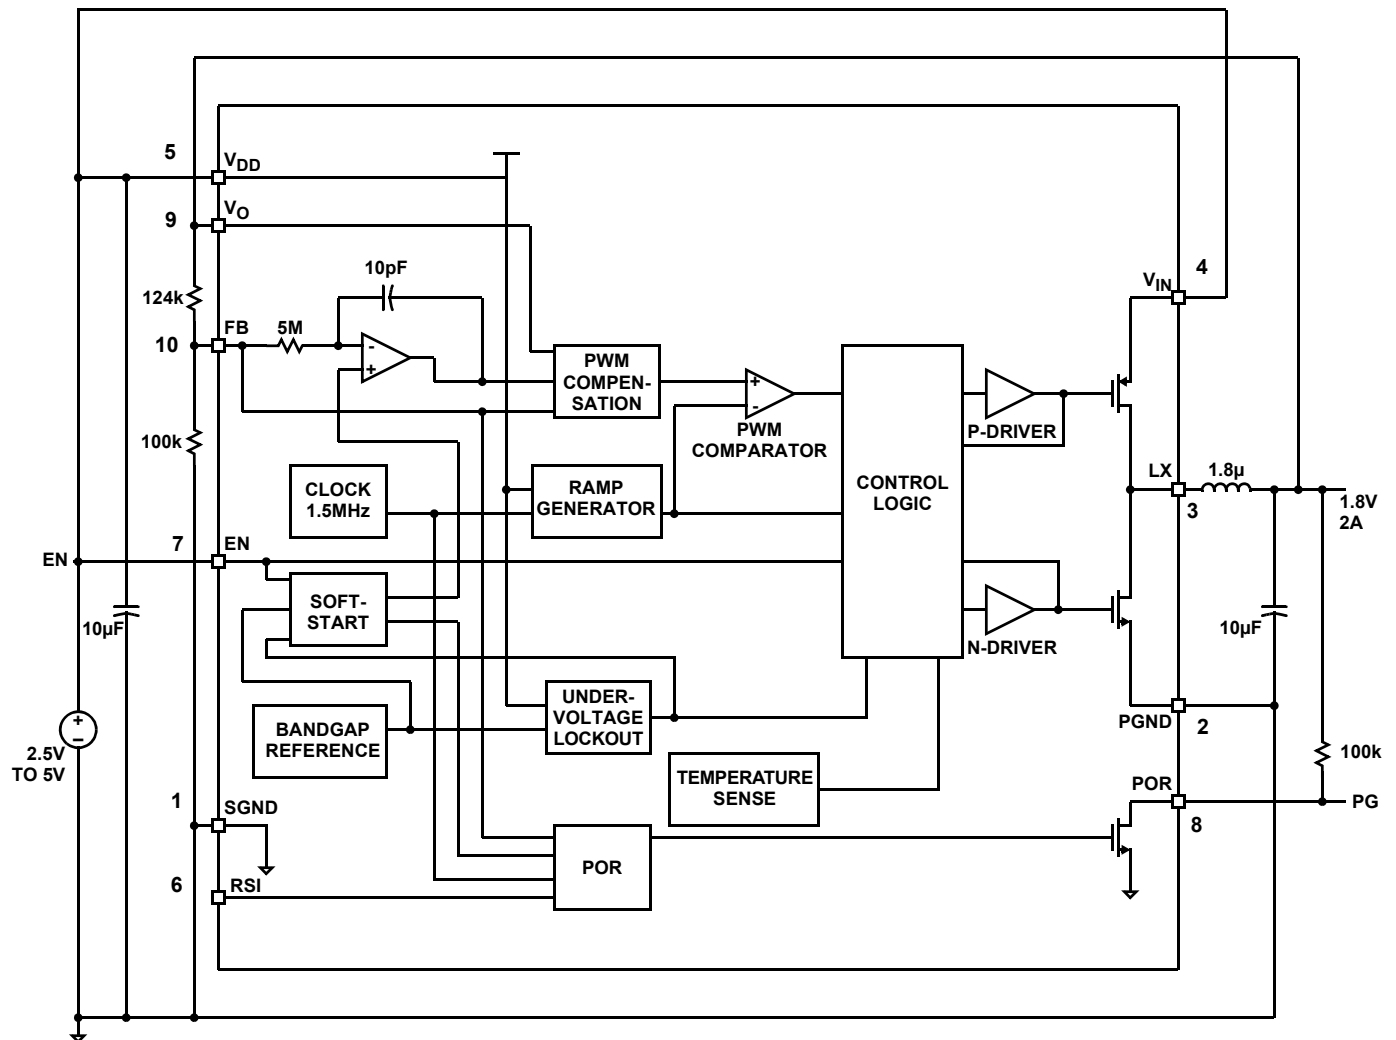 5
VDD
9
VO
10pF
4
VIN
124k
FB
5M
10
-
+
PWM
COMPEN-
SATION
+
-
PWM
COMPARATOR
P-DRIVER
100k
CONTROL
LOGIC
LX
1.8µ
3
1.8V
2A
CLOCK
1.5MHz
RAMP
GENERATOR
7
EN
EN
SOFT-
START
10µF
N-DRIVER
10µF
UNDER-
VOLTAGE
LOCKOUT
BANDGAP
REFERENCE
PGND
2
+
–
2.5V
TO 5V
TEMPERATURE
SENSE
100k
POR
PG
8
1
SGND
POR
6
RSI